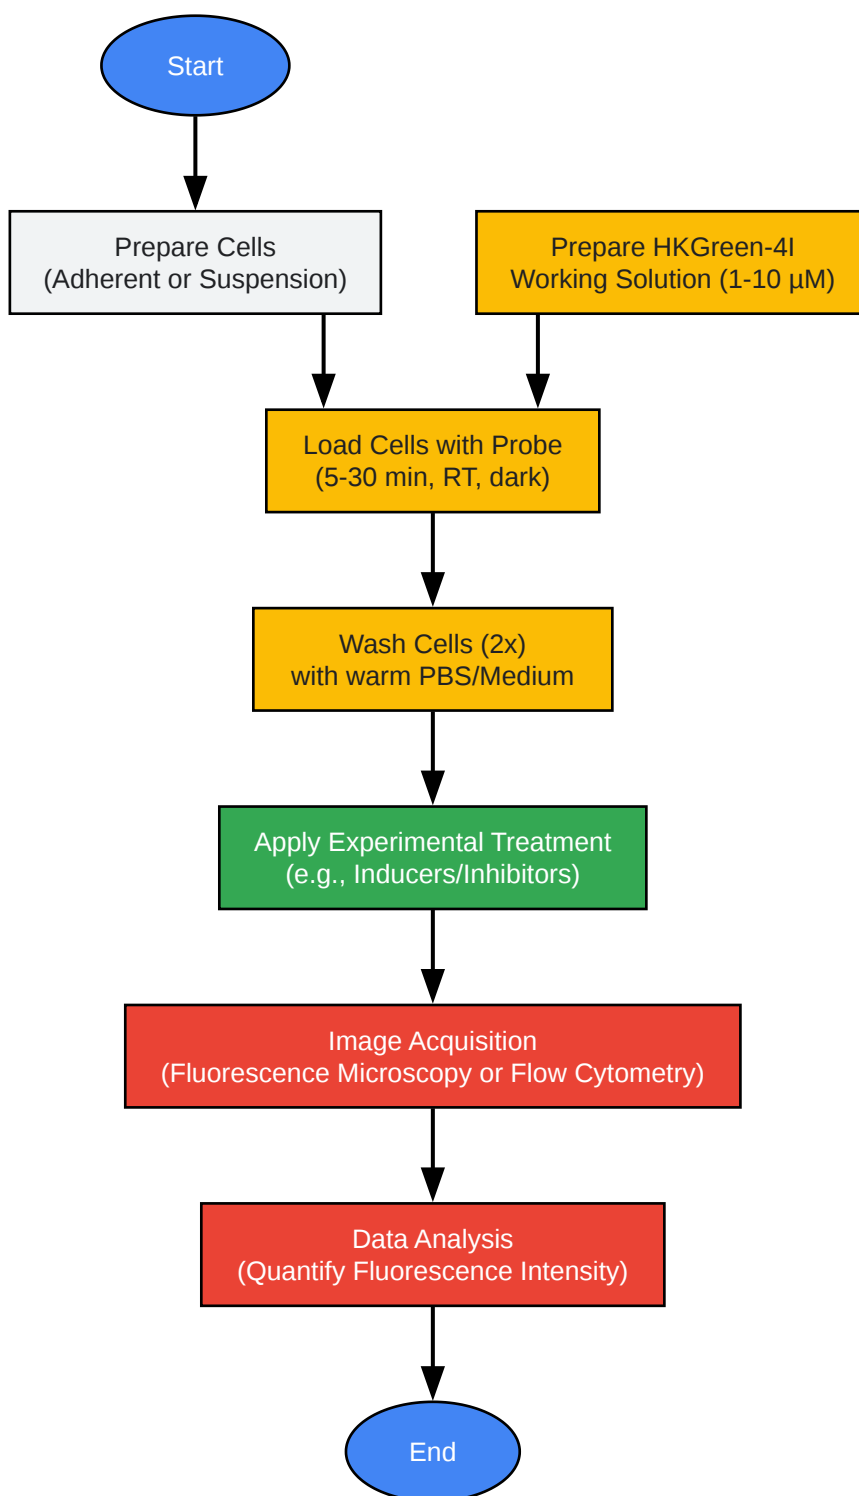 Start
Prepare Cells
(Adherent or Suspension)
Prepare HKGreen-4I
Working Solution (1-10 µM)
Load Cells with Probe
(5-30 min, RT, dark)
Wash Cells (2x)
with warm PBS/Medium
Apply Experimental Treatment
(e.g., Inducers/Inhibitors)
Image Acquisition
(Fluorescence Microscopy or Flow Cytometry)
Data Analysis
(Quantify Fluorescence Intensity)
End